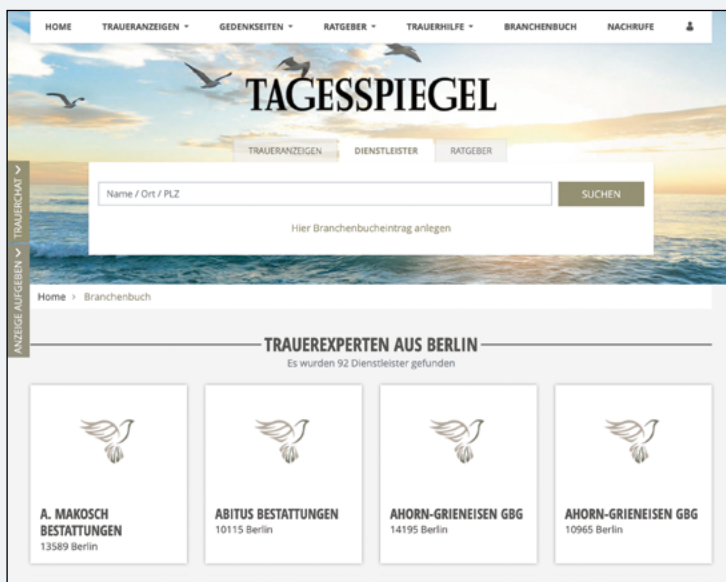 HOME TRAUERANZEIGEN GEDENKSEITEN RATGEBER TRAUERHILFE BRANCHENBUCH NACHRUFE
TAGESSPIEGEL
TRAUERANZEIGEN DIENSTLEISTER RATGEBER
Name / Ort / PLZ SUCHEN
Hier Branchenbucheintrag anlegen
TRAUERCHAT
ANZEIGE AUFGEBEN
Home > Branchenbuch
TRAUEREXPERTEN AUS BERLIN
Es wurden 92 Dienstleister gefunden
A. MAKOSCH
BESTATTUNGEN
13589 Berlin
ABITUS BESTATTUNGEN
10115 Berlin
AHORN-GRIENEISEN GBG
14195 Berlin
AHORN-GRIENEISEN GBG
10965 Berlin